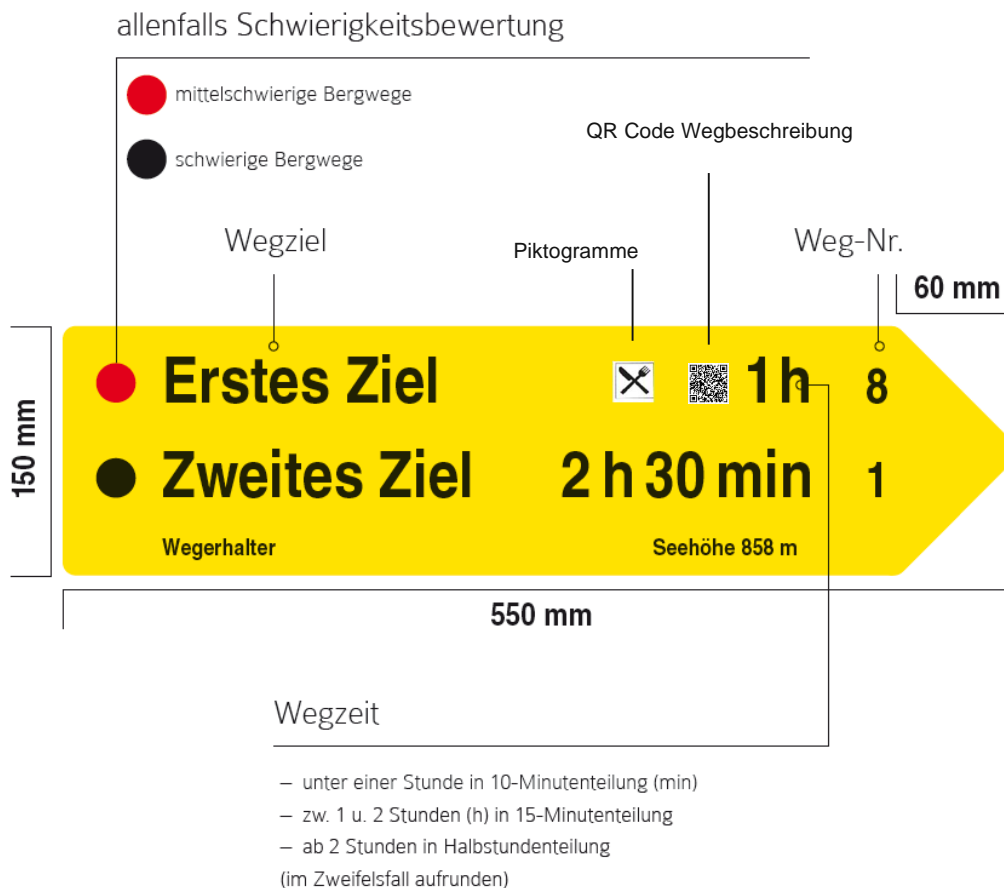 allenfalls Schwierigkeitsbewertung
mittelschwierige Bergwege
QR Code Wegbeschreibung
schwierige Bergwege
Wegziel
Piktogramme
Weg-Nr.
60 mm
150 mm
Erstes Ziel 1h 8
Zweites Ziel 2 h 30 min 1
Wegerhalter Seehöhe 858 m
550 mm
Wegzeit
– unter einer Stunde in 10-Minutenteilung (min)
– zw. 1 u. 2 Stunden (h) in 15-Minutenteilung
– ab 2 Stunden in Halbstundenteilung
(im Zweifelsfall aufrunden)